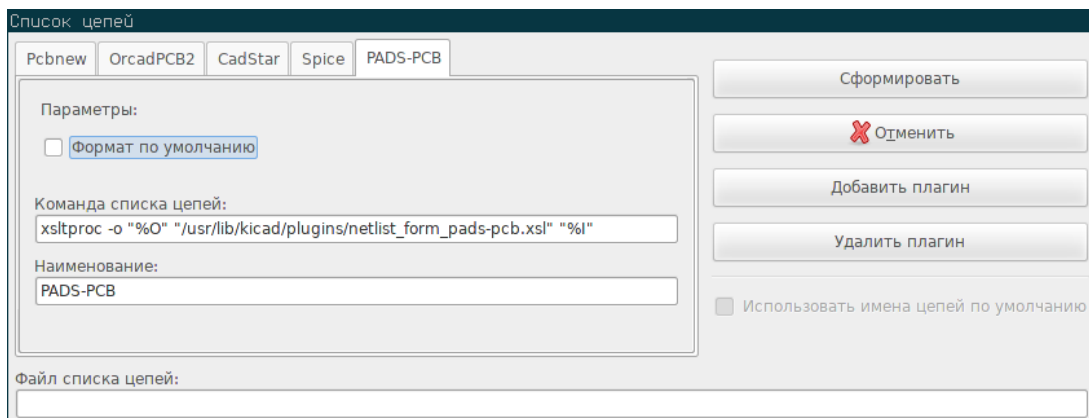 Список цепей
Pcbnew OrcadPCB2 CadStar Spice PADS-PCB
Параметры:
Формат по умолчанию
Команда списка цепей:
xsltproc -o "%O" "/usr/lib/kicad/plugins/netlist_form_pads-pcb.xsl" "%I"
Наименование:
PADS-PCB
Сформировать
Отменить
Добавить плагин
Удалить плагин
Использовать имена цепей по умолчанию
Файл списка цепей: